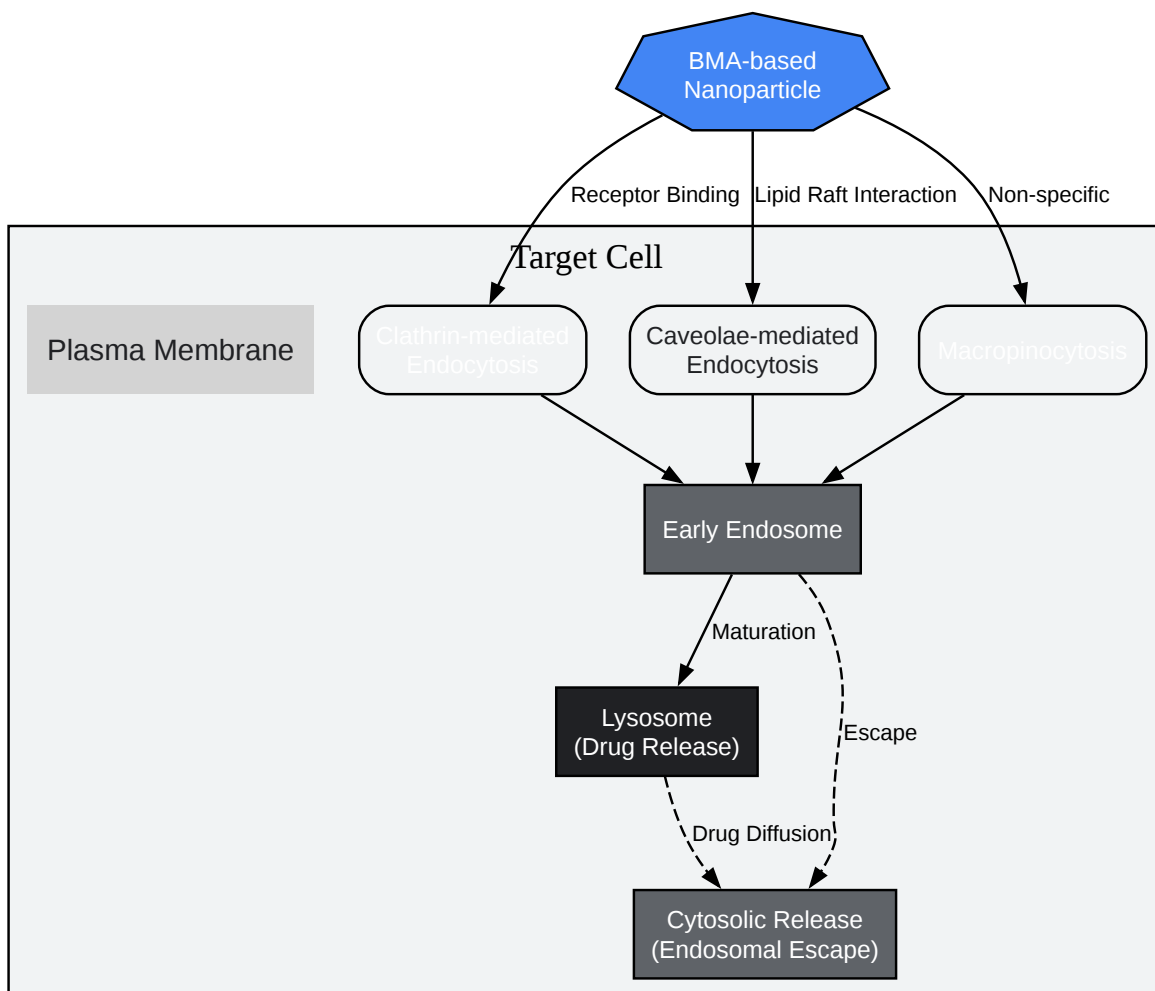 BMA-based
Nanoparticle
Receptor Binding
Lipid Raft Interaction
Non-specific
Target Cell
Plasma Membrane
Clathrin-mediated
Endocytosis
Caveolae-mediated
Endocytosis
Macropinocytosis
Early Endosome
Maturation
Lysosome
(Drug Release)
Escape
Drug Diffusion
Cytosolic Release
(Endosomal Escape)